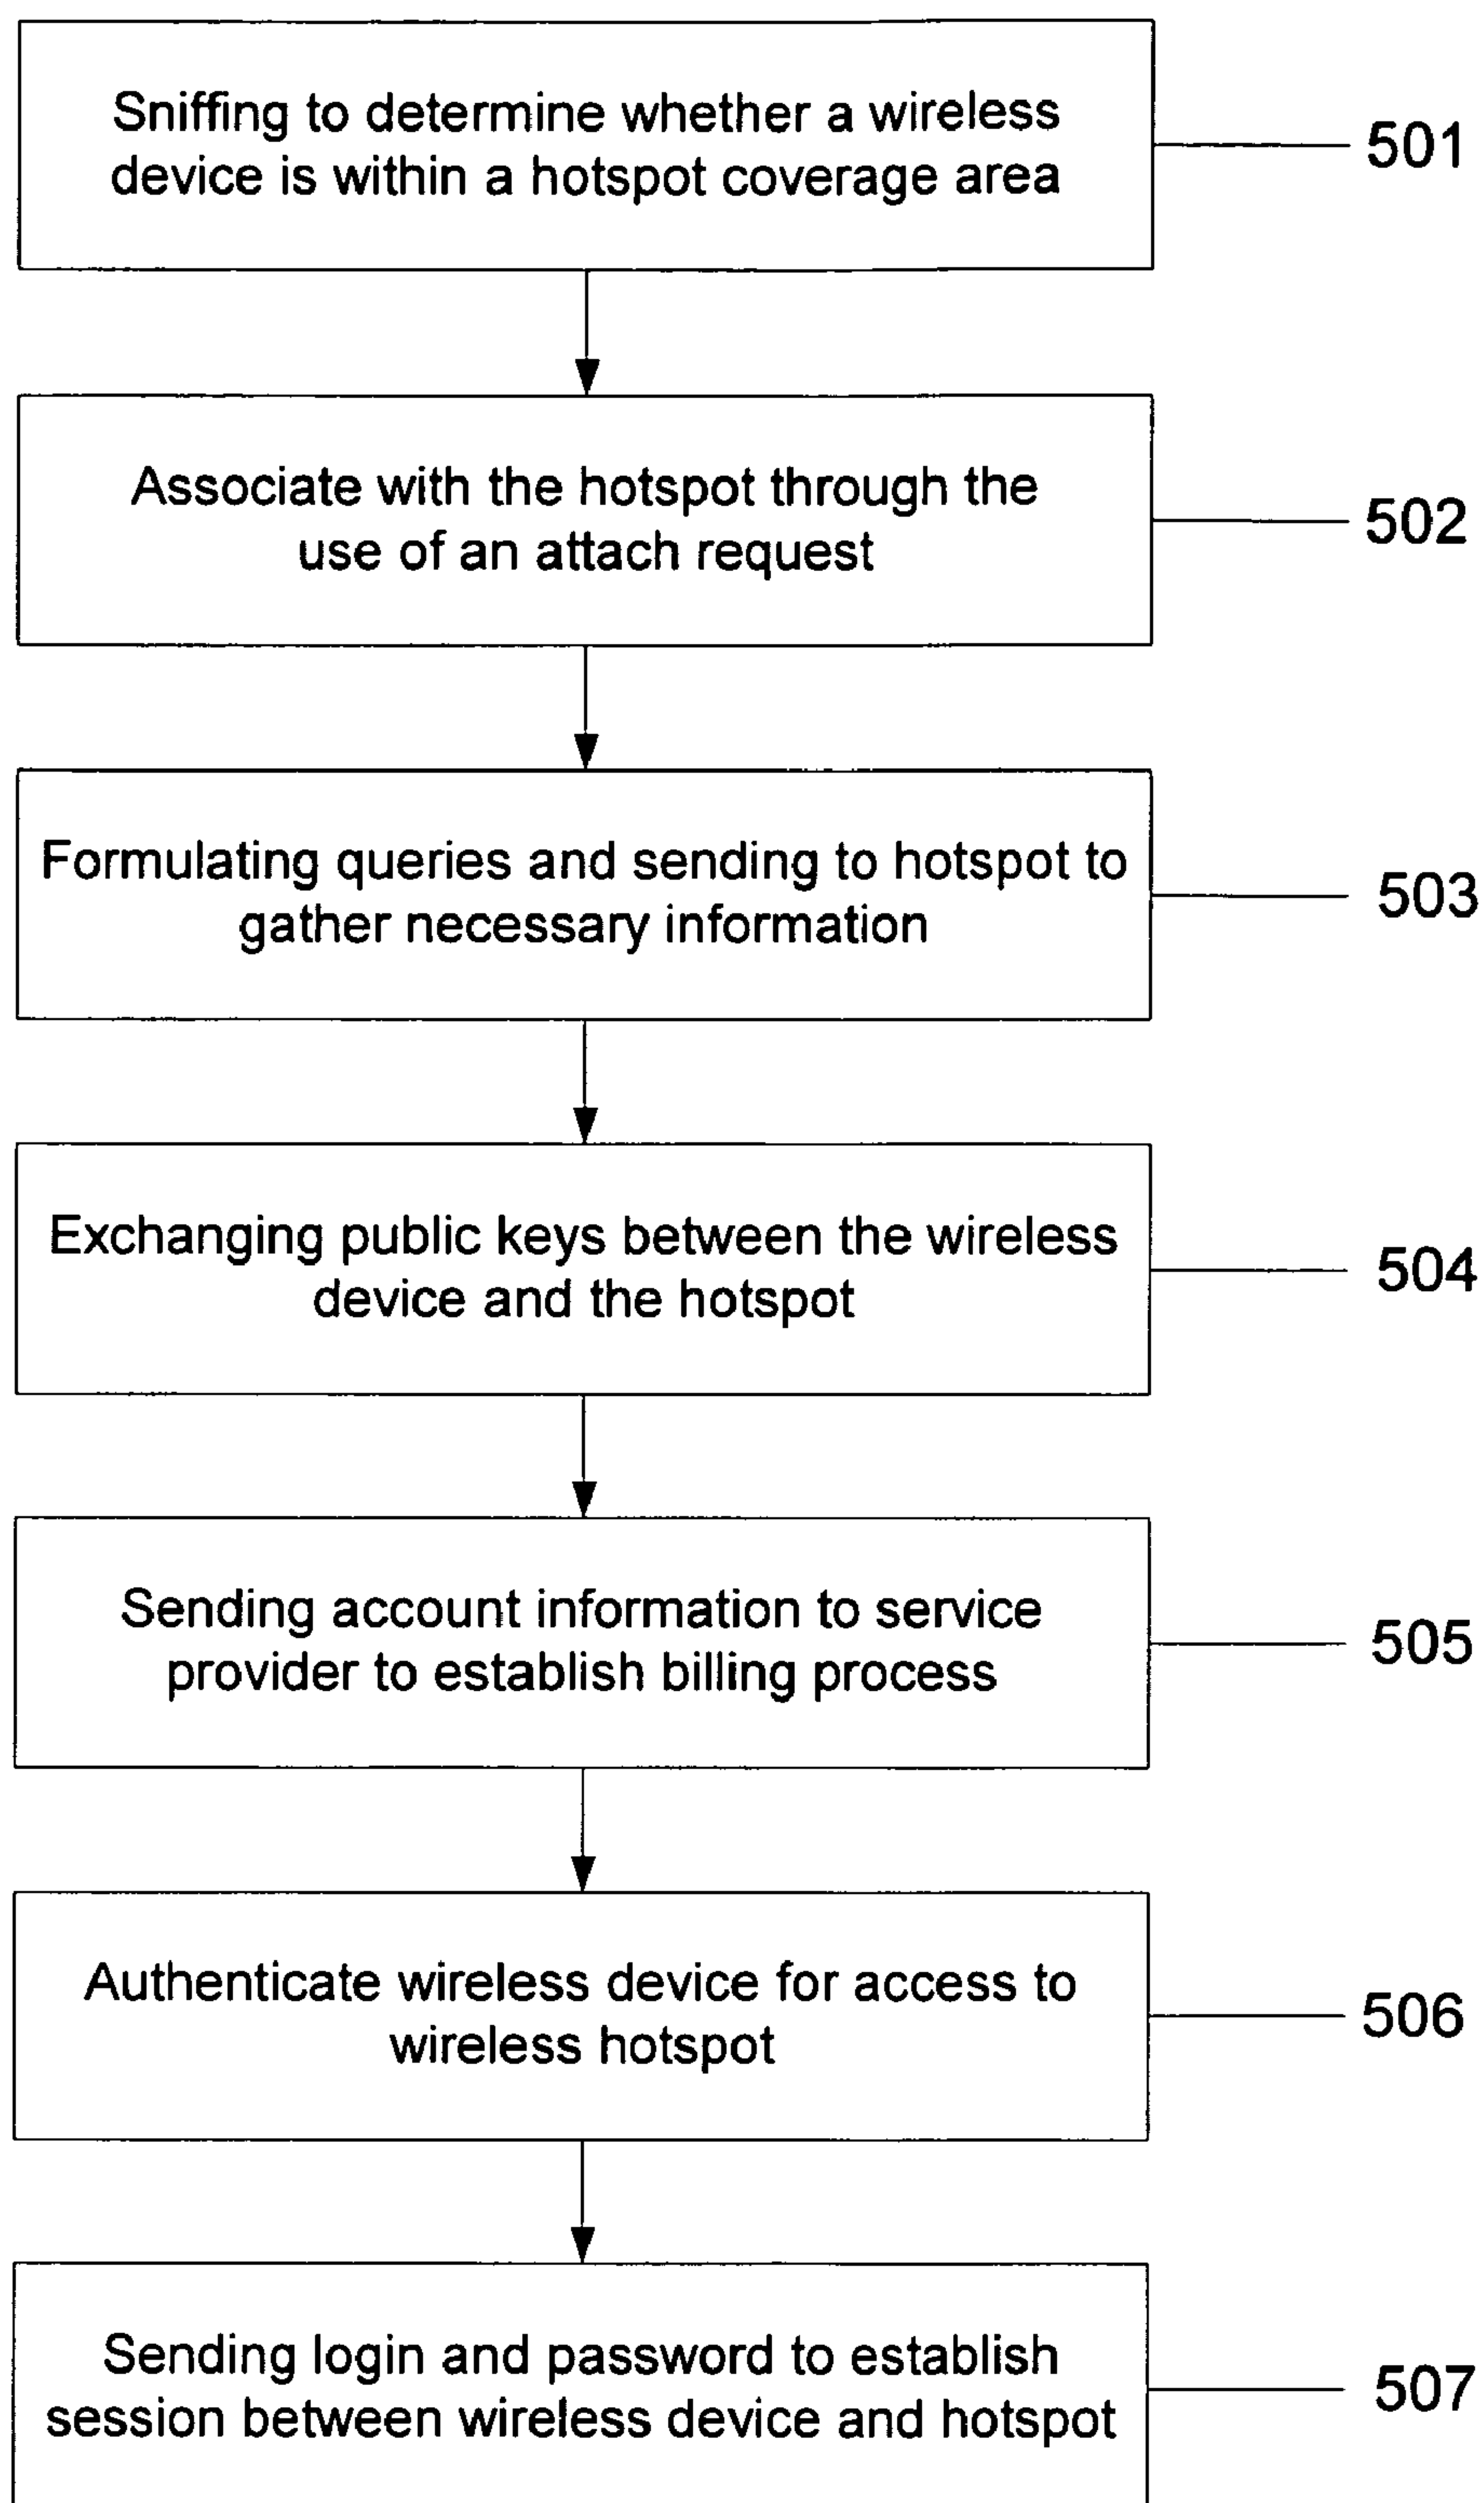 Sniffing to determine whether a wireless
device is within a hotspot coverage area
501
Associate with the hotspot through the
use of an attach request
502
Formulating queries and sending to hotspot to
gather necessary information
503
Exchanging public keys between the wireless
device and the hotspot
504
Sending account information to service
provider to establish billing process
505
Authenticate wireless device for access to
wireless hotspot
506
Sending login and password to establish
session between wireless device and hotspot
507